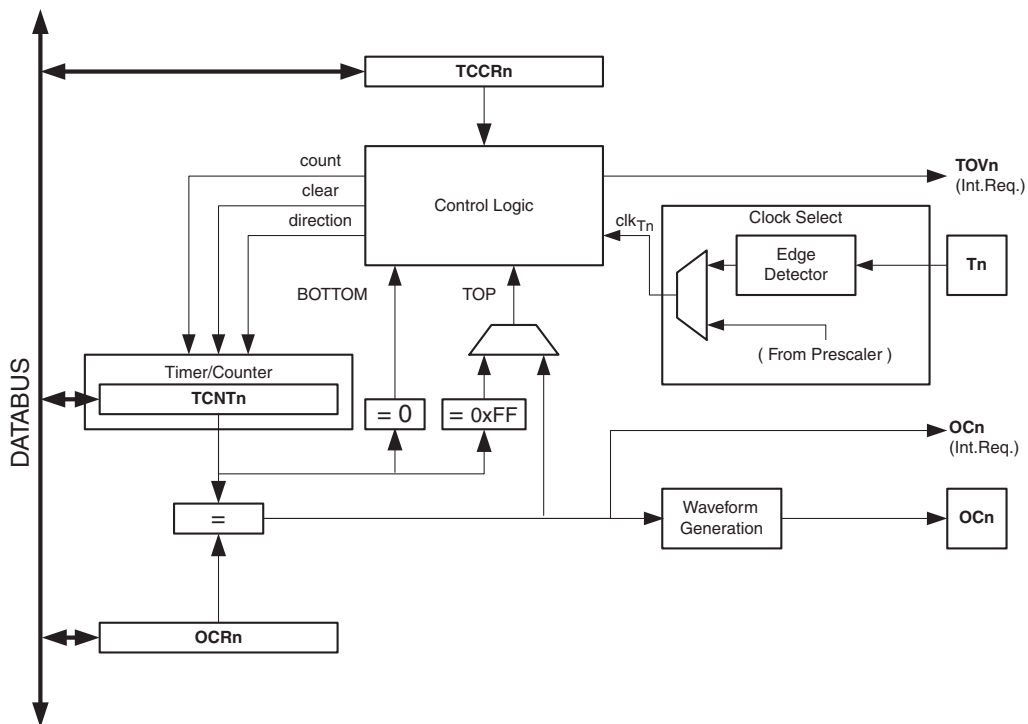 DATABUS
TCCRn
count
clear
direction
Control Logic
TOVn
(Int.Req.)
clkTn
Clock Select
Edge
Detector
Tn
( From Prescaler )
BOTTOM
TOP
Timer/Counter
TCNTn
= 0
= 0xFF
OCn
(Int.Req.)
=
Waveform
Generation
OCn
OCRn